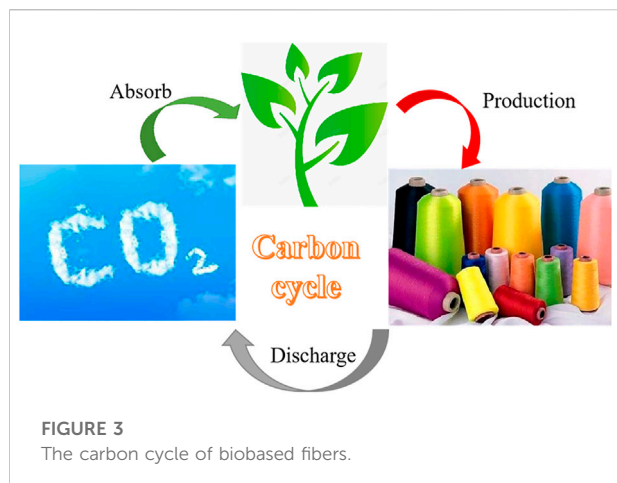 Absorb
Production
CO₂
Carbon
cycle
Discharge
FIGURE 3
The carbon cycle of biobased fibers.